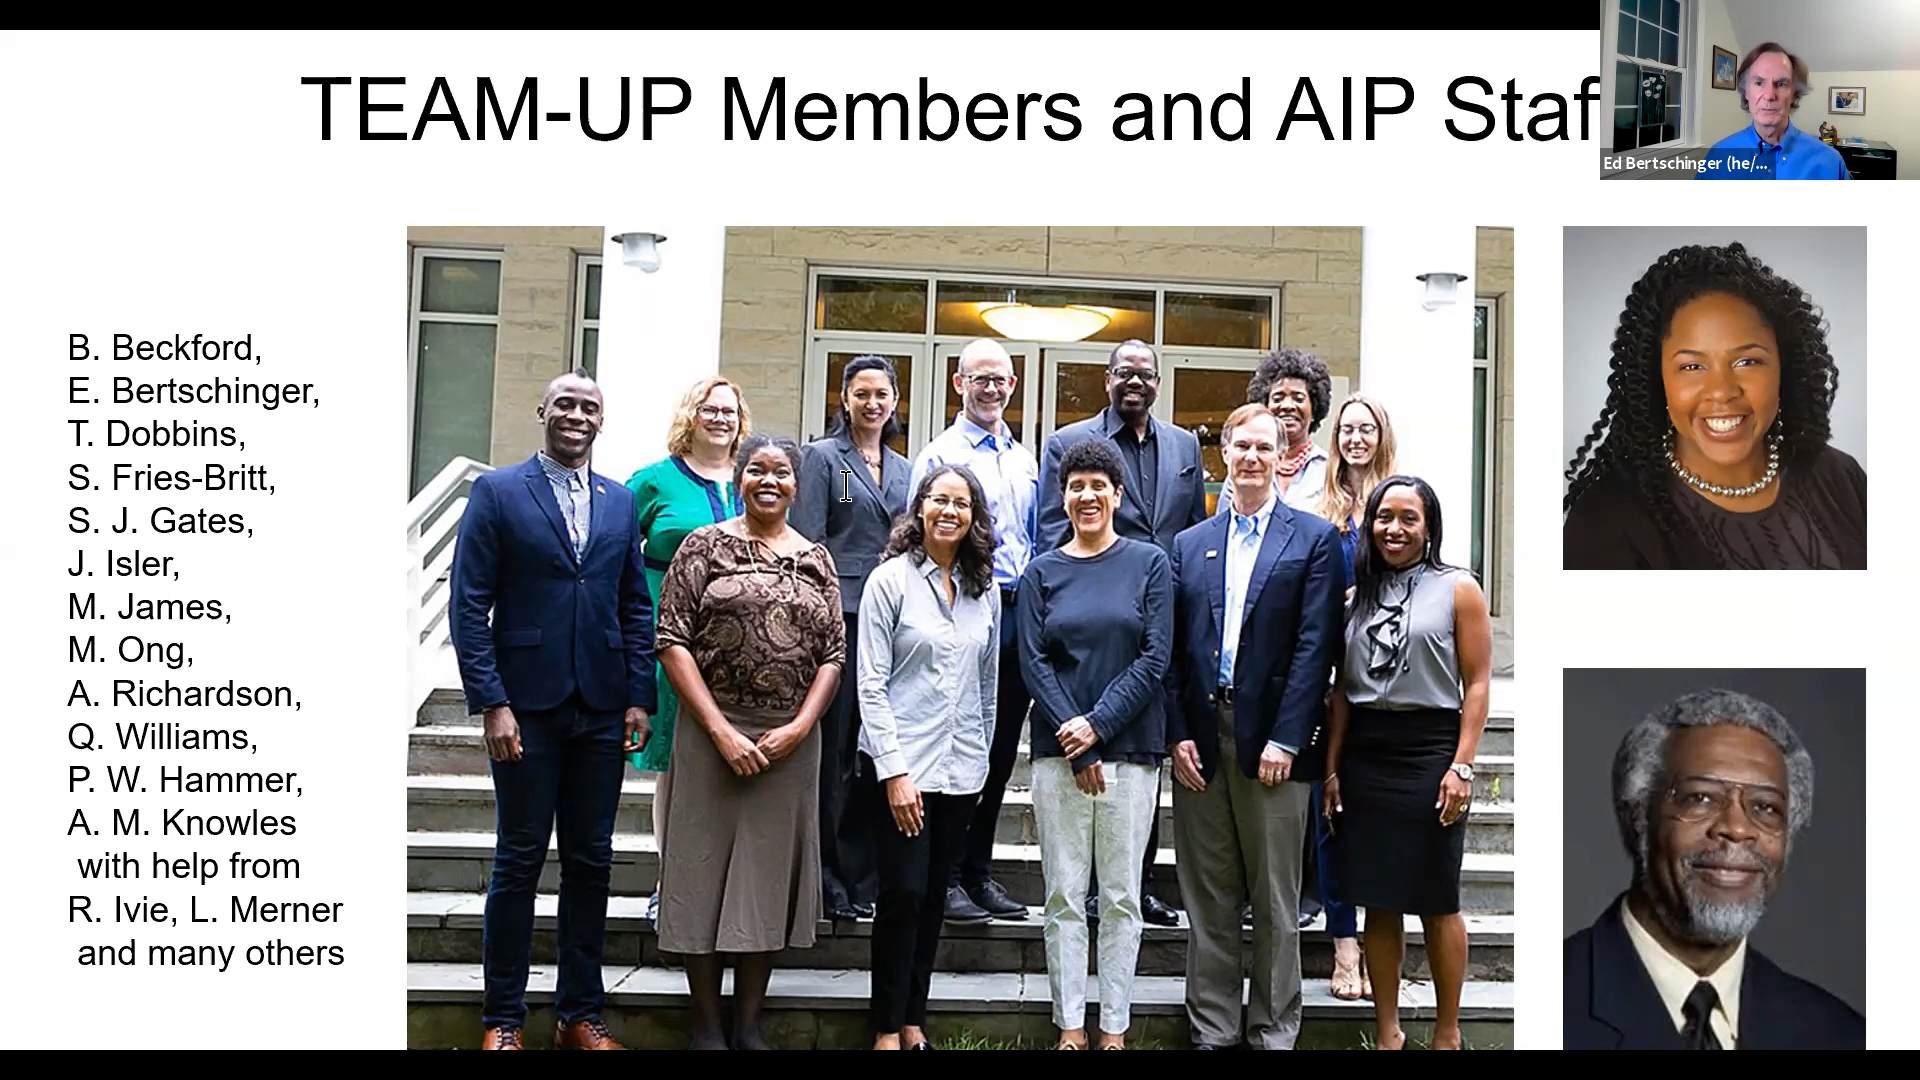 TEAM-UP Members and AIP Staf
Ed Bertschinger (he/...
B. Beckford,
E. Bertschinger,
T. Dobbins,
S. Fries-Britt,
S. J. Gates,
J. Isler,
M. James,
M. Ong,
A. Richardson,
Q. Williams,
P. W. Hammer,
A. M. Knowles
with help from
R. Ivie, L. Merner
and many others